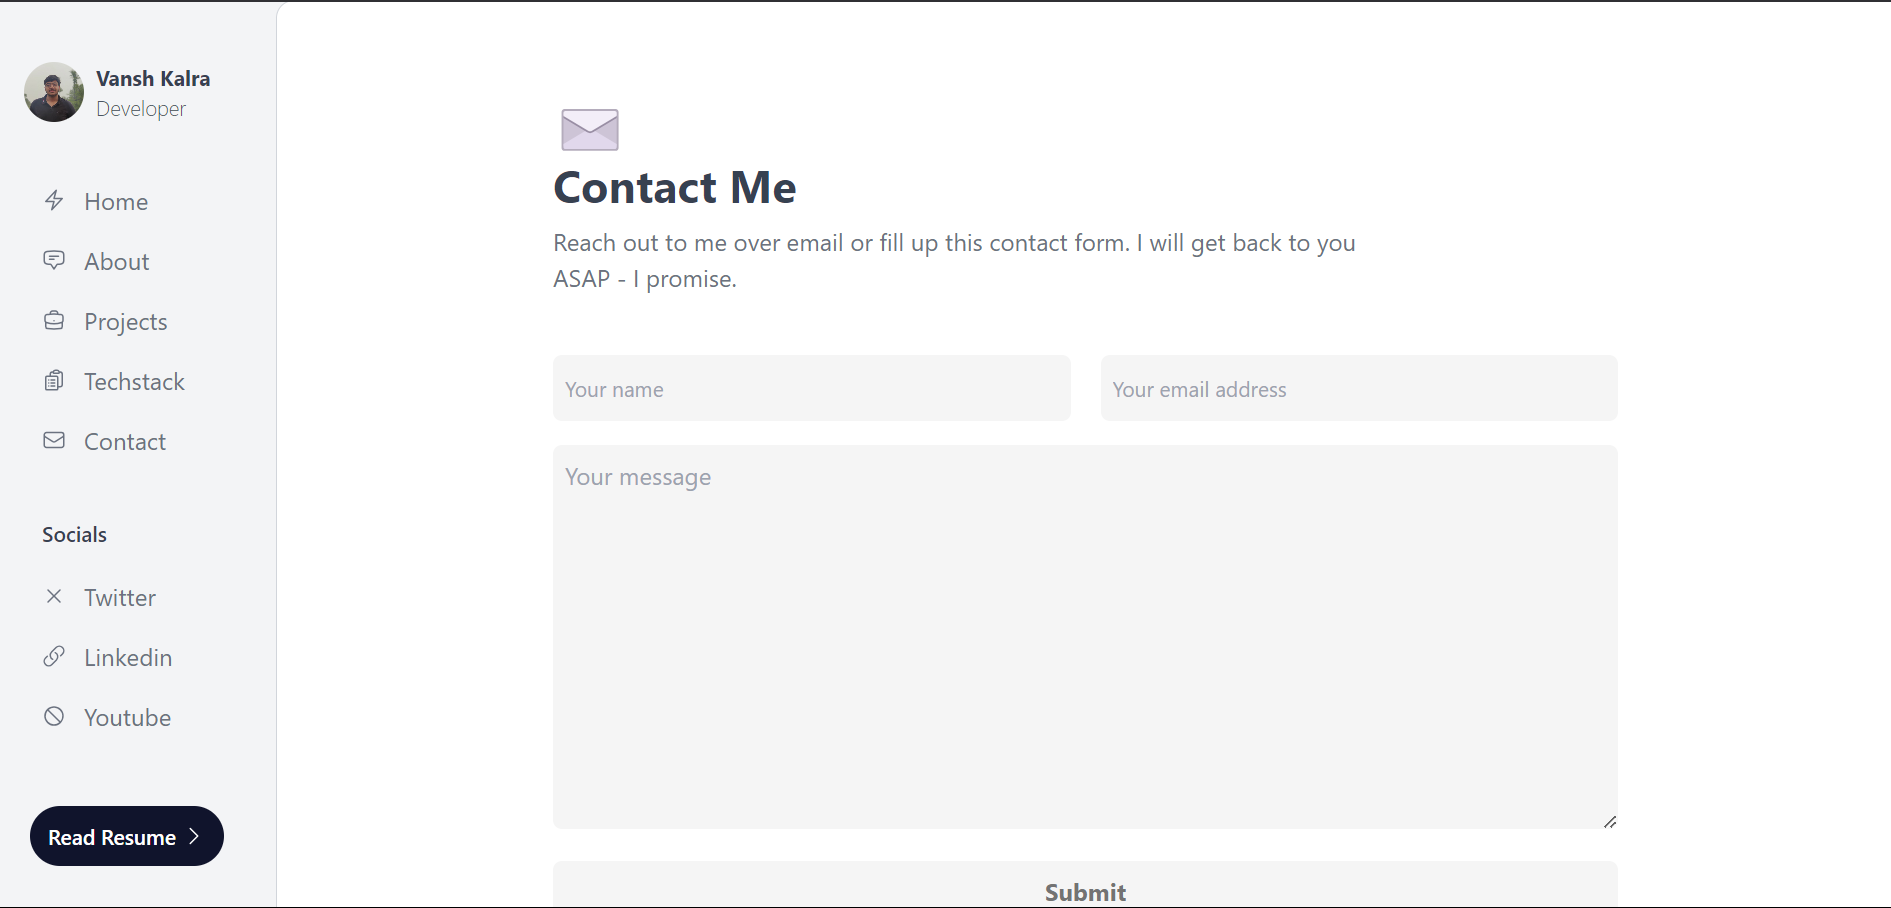 Vansh Kalra
Developer
Home
About
Projects
Techstack
Contact
Socials
Twitter
Linkedin
Youtube
Read Resume
Contact Me
Reach out to me over email or fill up this contact form. I will get back to you
ASAP - I promise.
Your name
Your email address
Your message
Submit